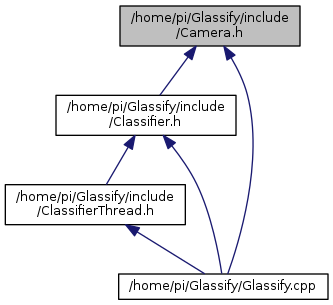 /home/pi/Glassify/include
/Camera.h
/home/pi/Glassify/include
/Classifier.h
/home/pi/Glassify/include
/ClassifierThread.h
/home/pi/Glassify/Glassify.cpp